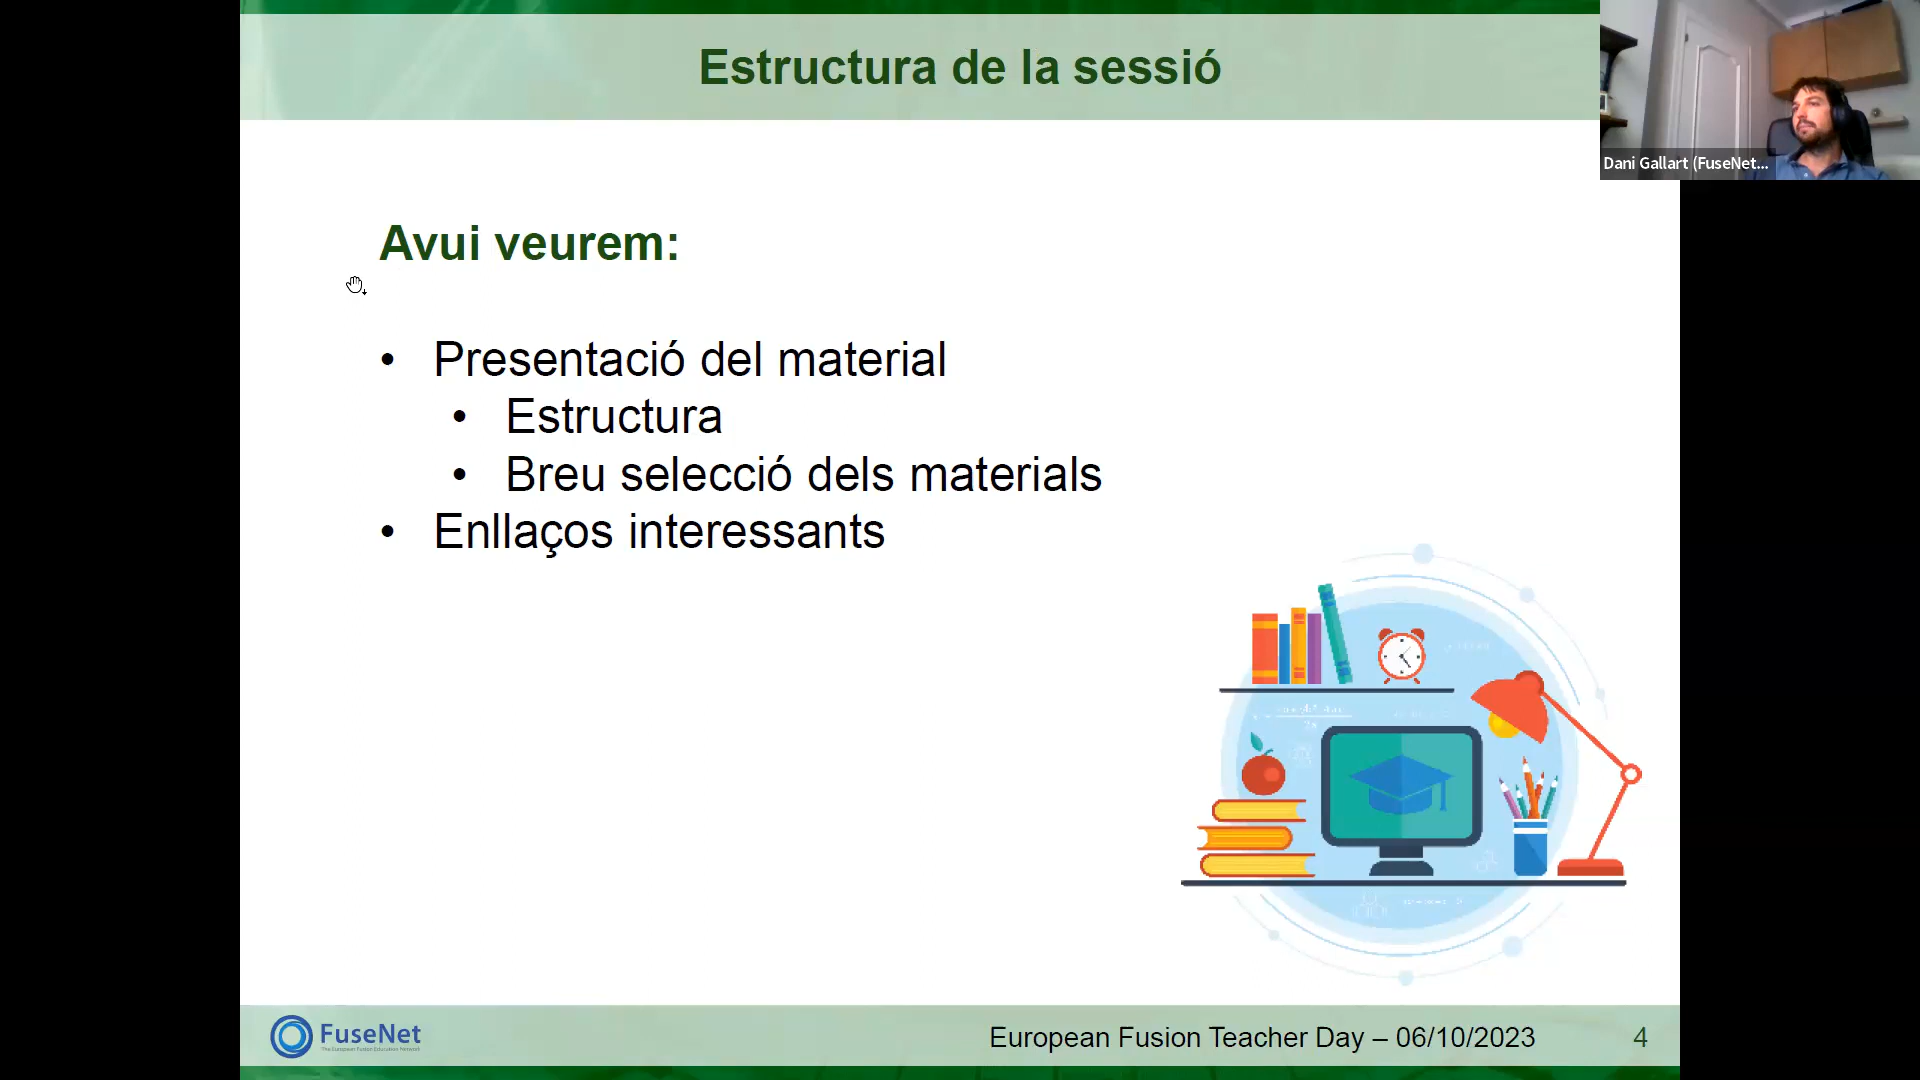 Estructura de la sessió
Dani Gallart (FuseNet...
Avui veurem:
• Presentació del material
• Estructura
• Breu selecció dels materials
• Enllaços interessants
FuseNet
The European Fusion Education Network
European Fusion Teacher Day – 06/10/2023
4